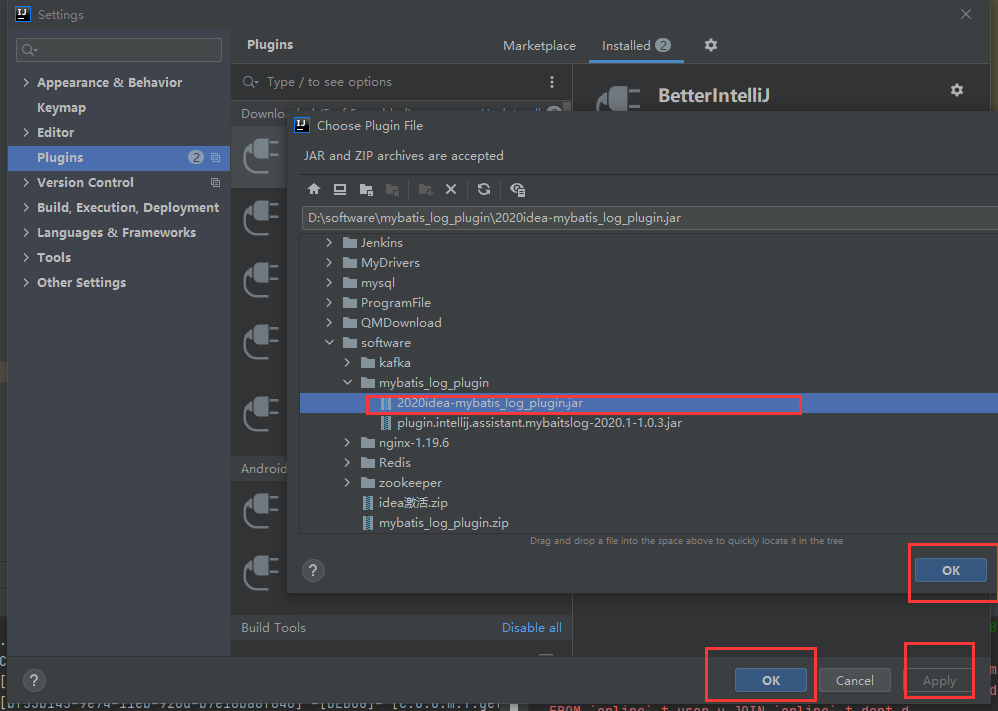 Settings
Plugins
Marketplace
Installed 2
Type / to see options
Appearance & Behavior
Keymap
Editor
Plugins 2
Version Control
Build, Execution, Deployment
Languages & Frameworks
Tools
Other Settings
BetterIntelliJ
Choose Plugin File
JAR and ZIP archives are accepted
D:\software\mybatis_log_plugin\2020idea-mybatis_log_plugin.jar
Jenkins
MyDrivers
mysql
ProgramFile
QMDownload
software
kafka
mybatis_log_plugin
2020idea-mybatis_log_plugin.jar
plugin.intellij.assistant.mybaitslog-2020.1-1.0.3.jar
nginx-1.19.6
Redis
zookeeper
idea激活.zip
mybatis_log_plugin.zip
Drag and drop a file into the space above to quickly locate it in the tree
?
OK
Android
Build Tools
Disable all
?
OK
Cancel
Apply